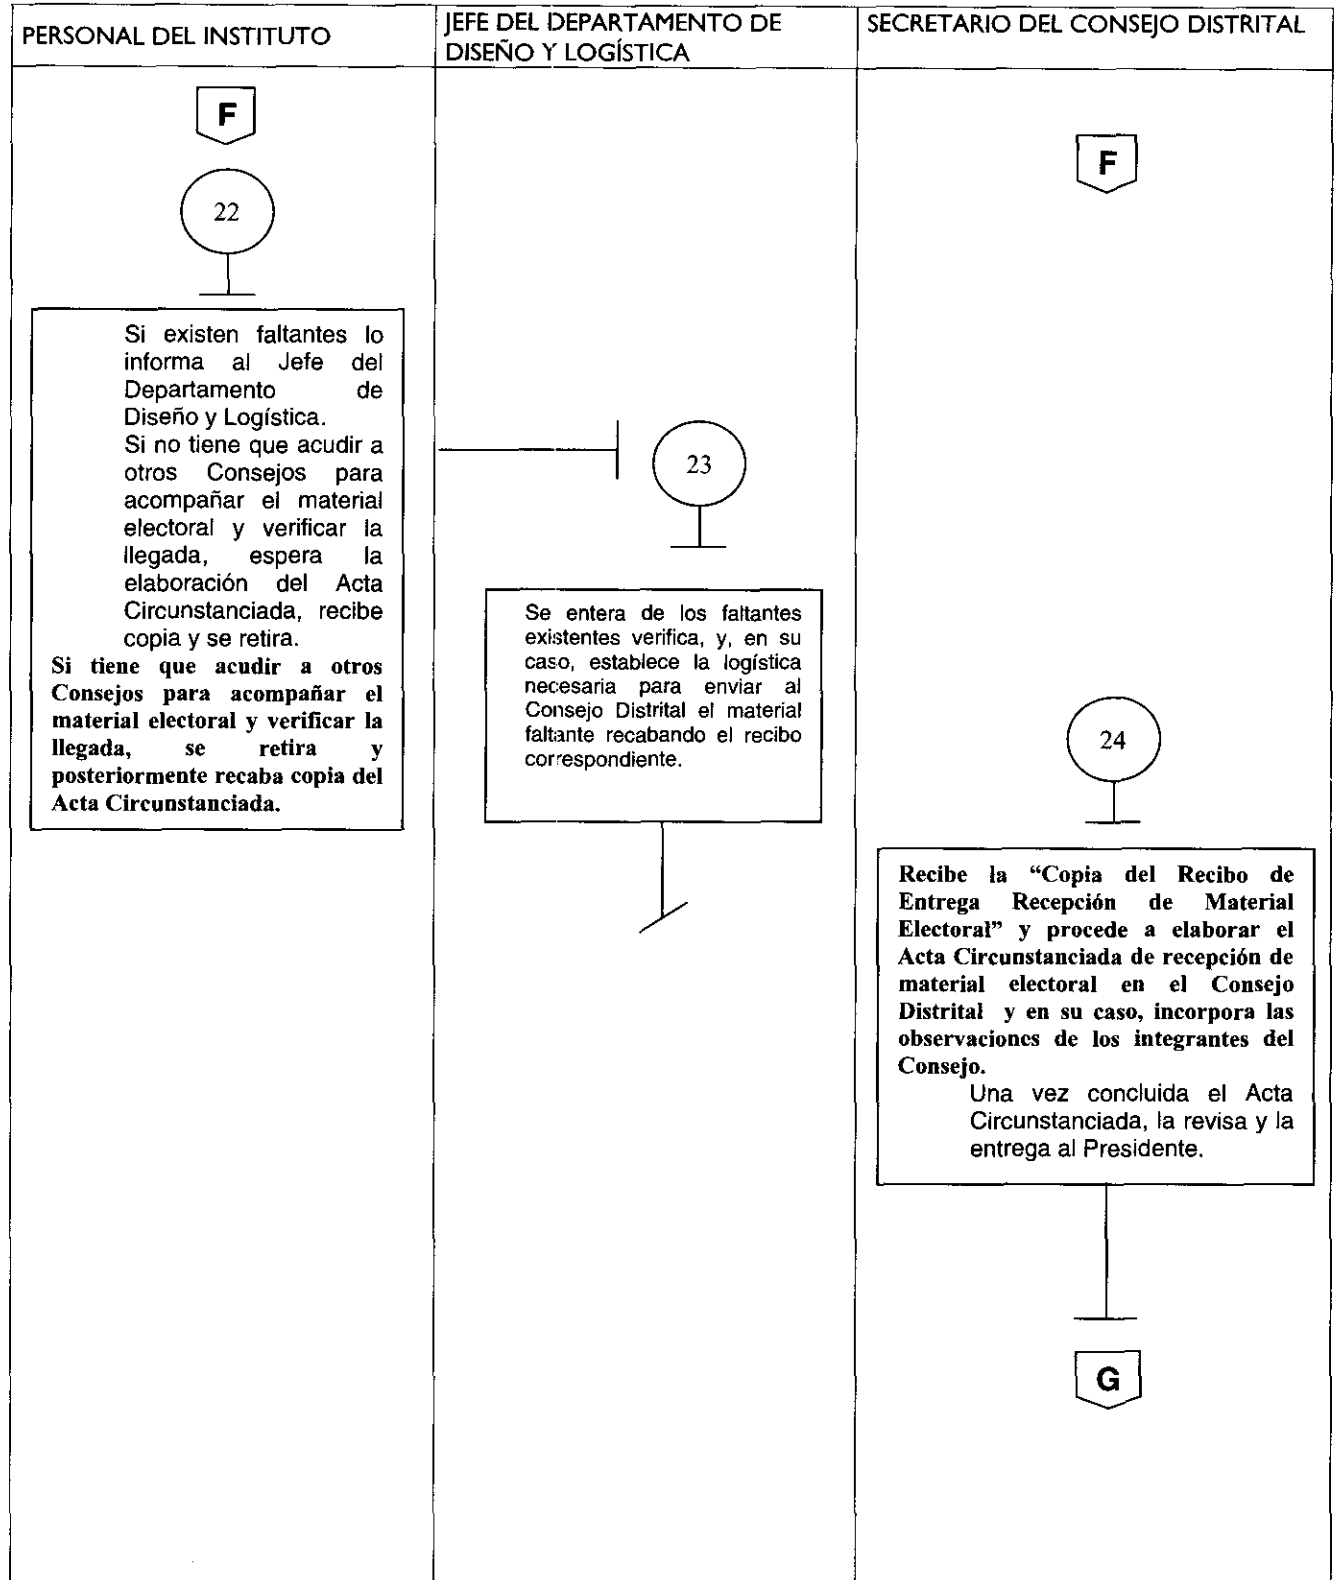 PERSONAL DEL INSTITUTO
JEFE DEL DEPARTAMENTO DE
DISEÑO Y LOGÍSTICA
SECRETARIO DEL CONSEJO DISTRITAL
F
22
Si existen faltantes lo
informa al Jefe del
Departamento de
Diseño y Logística.
Si no tiene que acudir a
otros Consejos para
acompañar el material
electoral y verificar la
llegada, espera la
elaboración del Acta
Circunstanciada, recibe
copia y se retira.
Si tiene que acudir a otros
Consejos para acompañar el
material electoral y verificar la
llegada, se retira y
posteriormente recaba copia del
Acta Circunstanciada.
23
Se entera de los faltantes
existentes verifica, y, en su
caso, establece la logística
necesaria para enviar al
Consejo Distrital el material
faltante recabando el recibo
correspondiente.
F
24
Recibe la “Copia del Recibo de
Entrega Recepción de Material
Electoral” y procede a elaborar el
Acta Circunstanciada de recepción de
material electoral en el Consejo
Distrital y en su caso, incorpora las
observaciones de los integrantes del
Consejo.
Una vez concluida el Acta
Circunstanciada, la revisa y la
entrega al Presidente.
G